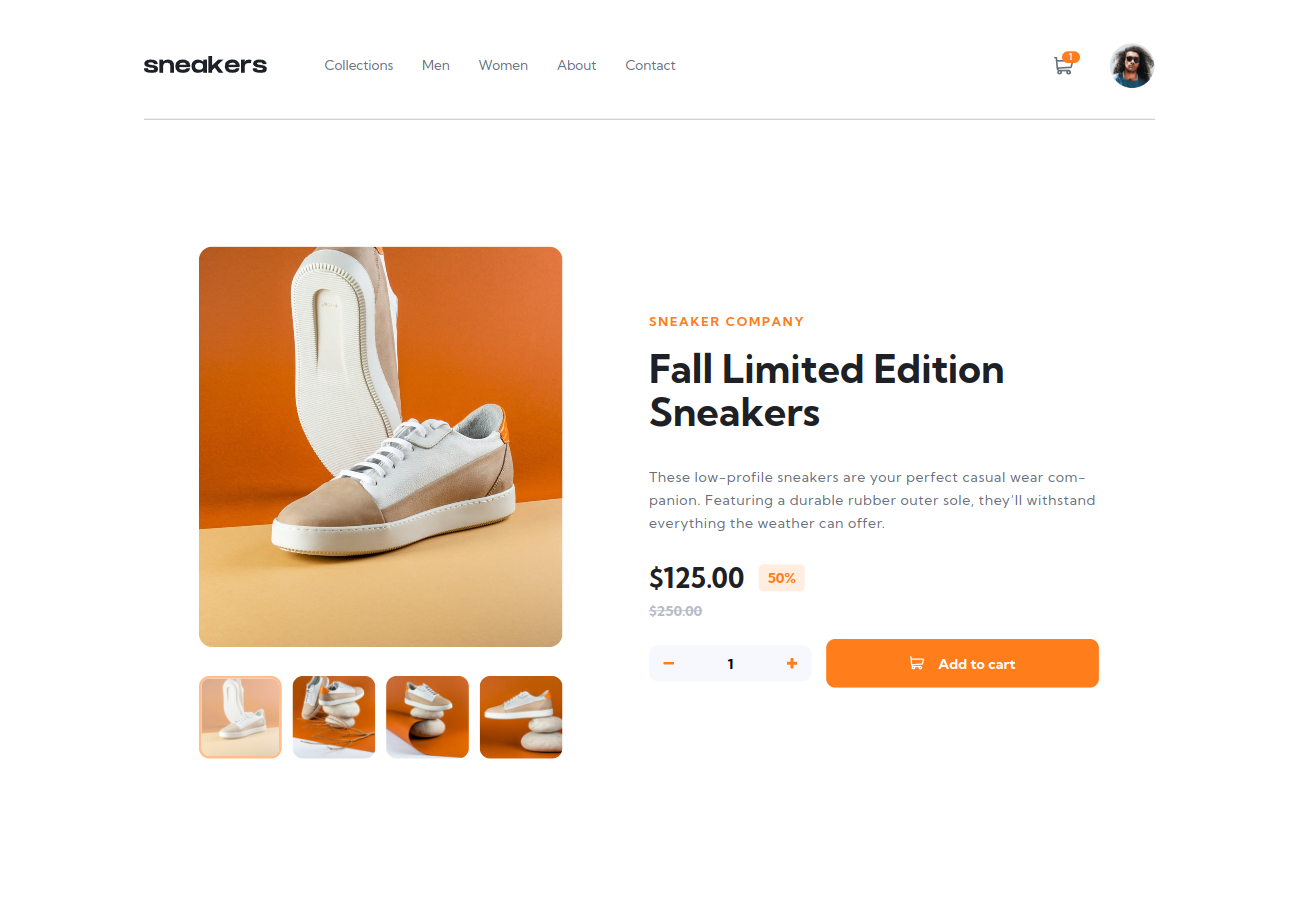 sneakers
Collections Men Women About Contact
1
SNEAKER COMPANY
Fall Limited Edition
Sneakers
These low-profile sneakers are your perfect casual wear com-
panion. Featuring a durable rubber outer sole, they'll withstand
everything the weather can offer.
$125.00 50%
$250.00
1 Add to cart